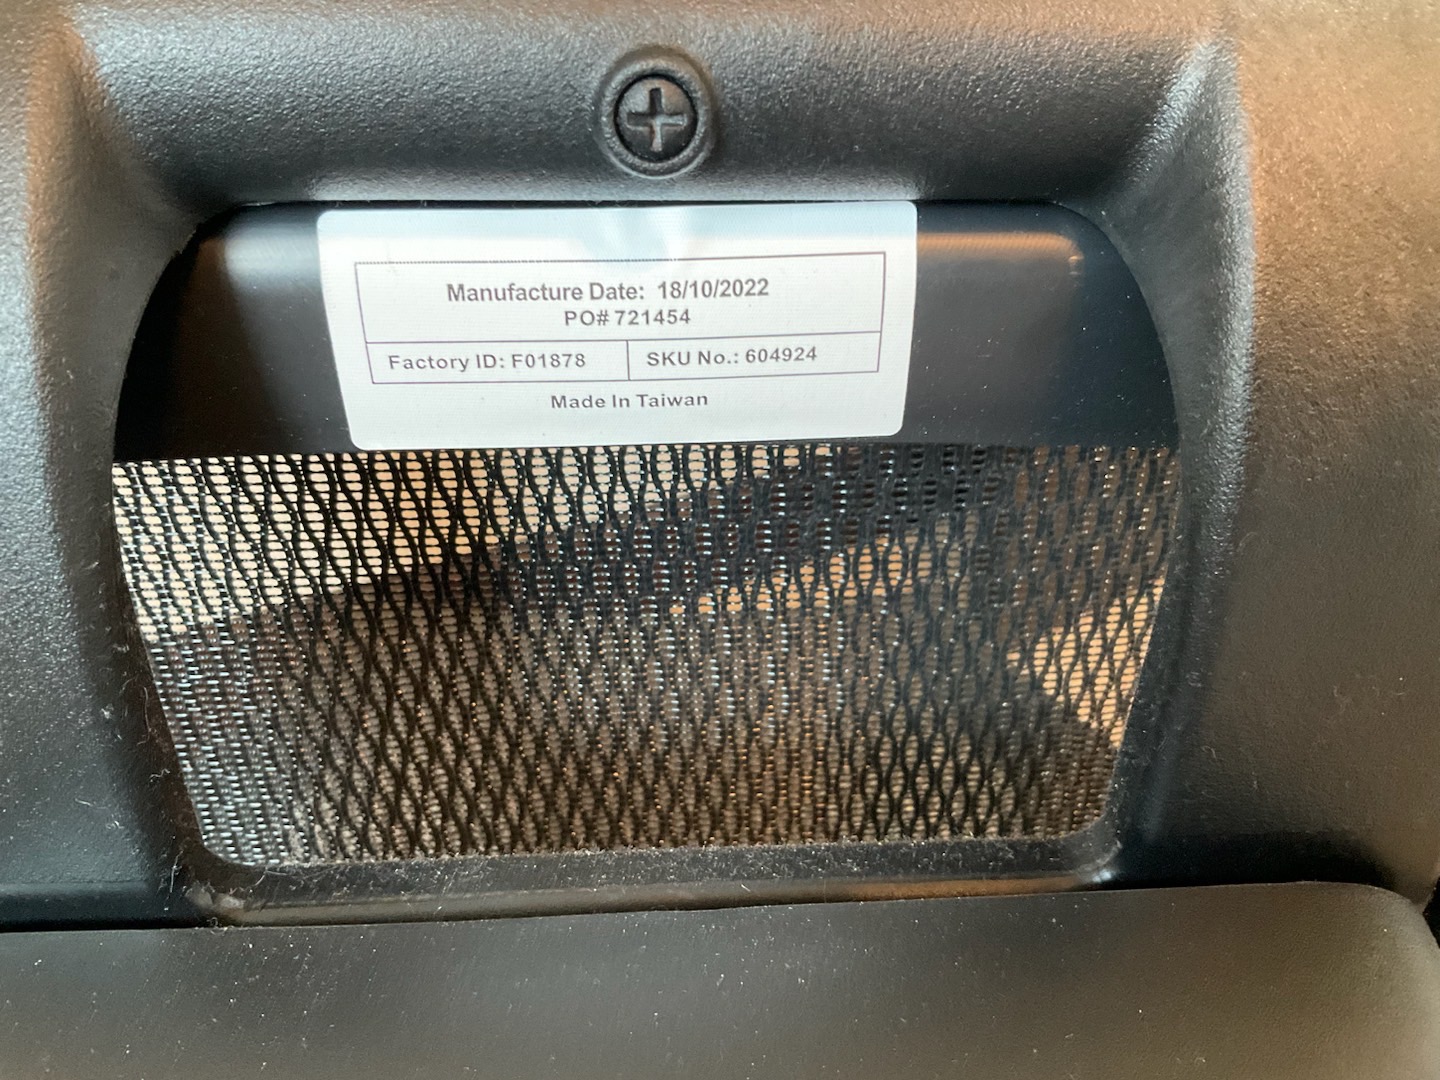 Manufacture Date: 18/10/2022
PO# 721454
Factory ID: F01878 SKU No.: 604924
Made In Taiwan